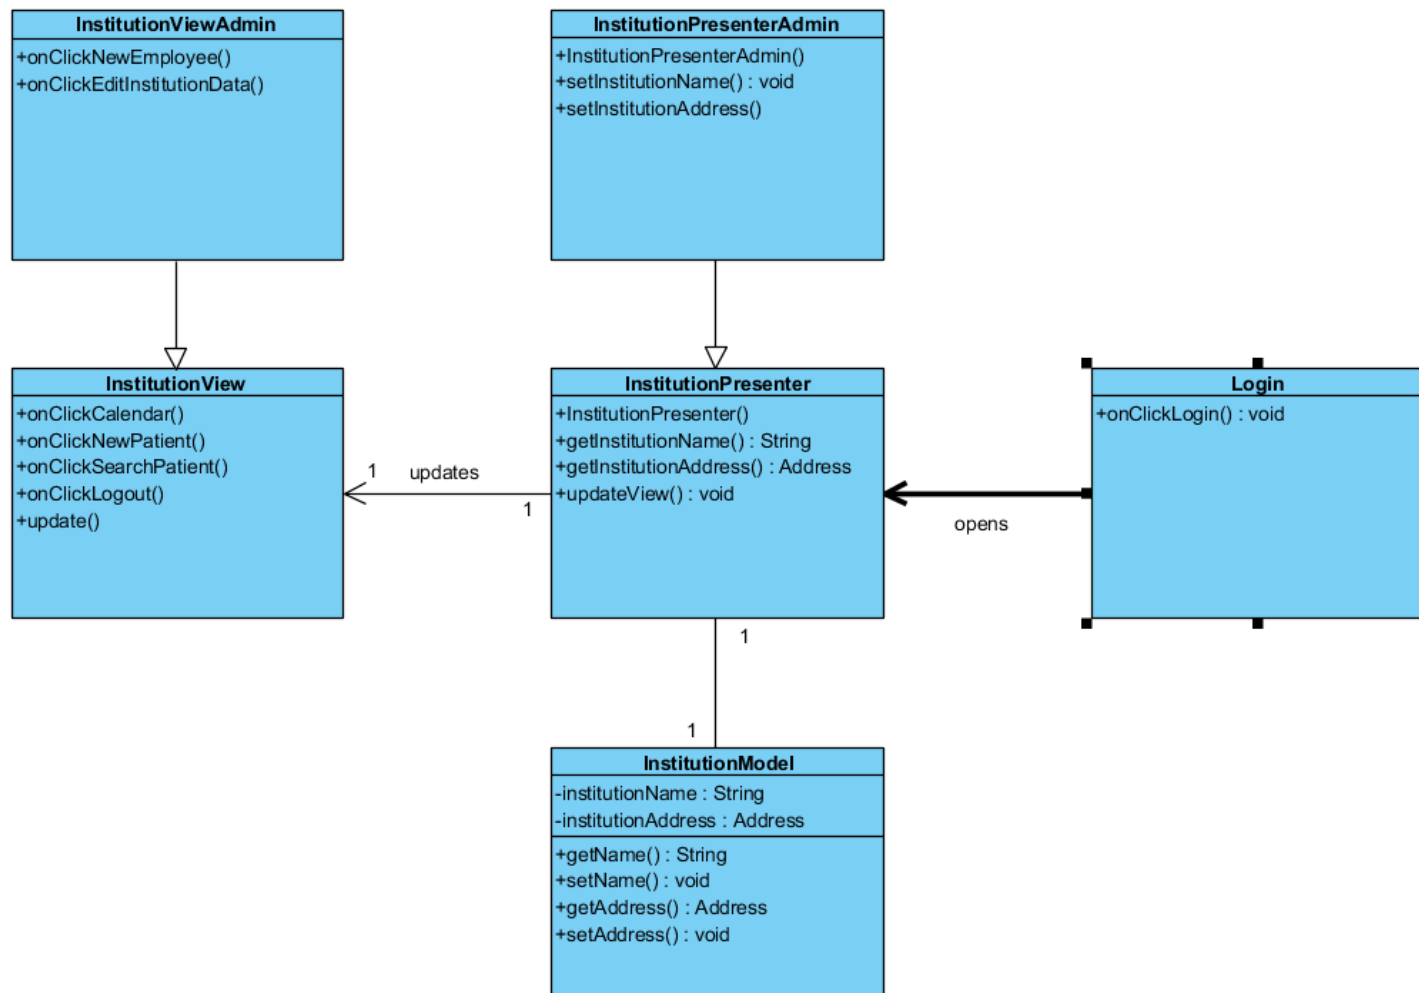 InstitutionViewAdmin
+onClickNewEmployee()
+onClickEditInstitutionData()
InstitutionPresenterAdmin
+InstitutionPresenterAdmin()
+setInstitutionName() : void
+setInstitutionAddress()
InstitutionView
+onClickCalendar()
+onClickNewPatient()
+onClickSearchPatient()
+onClickLogout()
+update()
1
updates
1
InstitutionPresenter
+InstitutionPresenter()
+getInstitutionName() : String
+getInstitutionAddress() : Address
+updateView() : void
opens
Login
+onClickLogin() : void
1
1
InstitutionModel
-institutionName : String
-institutionAddress : Address
+getName() : String
+setName() : void
+getAddress() : Address
+setAddress() : void